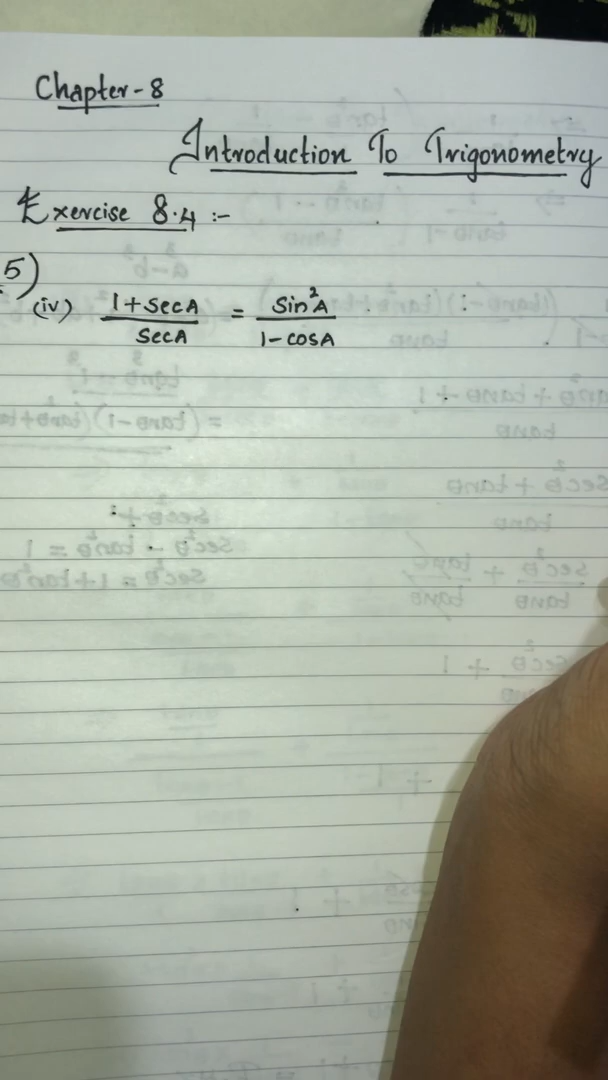 Chapter-8
Introduction To Trigonometry
Exercise 8.4 :-
5)
(iv) (1+SecA)/(SecA) = (Sin²A)/(1-cosA)